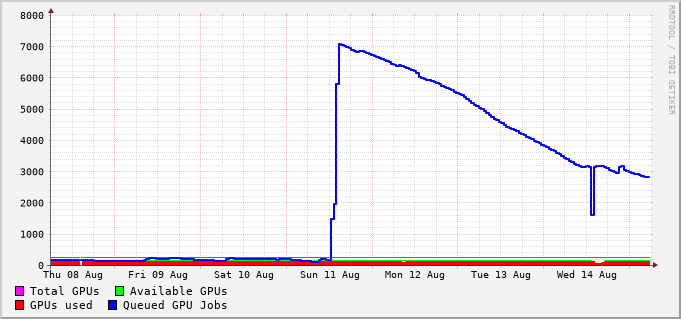 8000
7000
6000
5000
4000
3000
2000
1000
0
Thu 08 Aug Fri 09 Aug Sat 10 Aug Sun 11 Aug Mon 12 Aug Tue 13 Aug Wed 14 Aug
Total GPUs Available GPUs
GPUs used Queued GPU Jobs
RRDTOOL / TOBI OETIKER